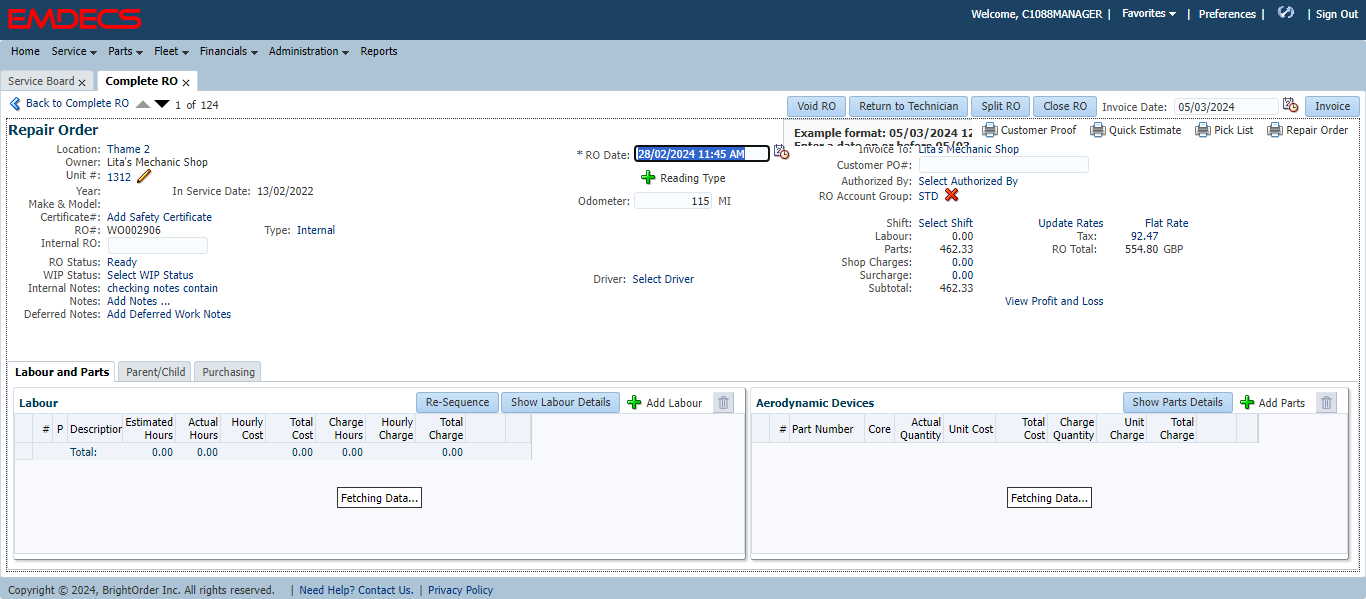 EMDECS
Welcome, C1088MANAGER | Favorites | Preferences | | Sign Out
Home Service Parts Fleet Financials Administration Reports
Service Board x Complete RO x
Back to Complete RO 1 of 124
Void RO Return to Technician Split RO Close RO Invoice Date: 05/03/2024 Invoice
Repair Order
Example format: 05/03/2024 12
Customer Proof Quick Estimate Pick List Repair Order
Location: Thame 2
Owner: Lita's Mechanic Shop
Unit #: 1312
Year: In Service Date: 13/02/2022
Make & Model:
Certificate#: Add Safety Certificate
RO#: WO002906 Type: Internal
Internal RO:
RO Status: Ready
WIP Status: Select WIP Status
Internal Notes: checking notes contain
Notes: Add Notes ...
Deferred Notes: Add Deferred Work Notes
* RO Date: 28/02/2024 11:45 AM
Reading Type
Odometer: 115 MI
Driver: Select Driver
Enter a date on or before 05/03
Invoice To: Lita's Mechanic Shop
Customer PO#:
Authorized By: Select Authorized By
RO Account Group: STD
Shift: Select Shift Update Rates Flat Rate
Labour: 0.00 Tax: 92.47
Parts: 462.33 RO Total: 554.80 GBP
Shop Charges: 0.00
Surcharge: 0.00
Subtotal: 462.33
View Profit and Loss
Labour and Parts Parent/Child Purchasing
Labour Re-Sequence Show Labour Details Add Labour
# P Description Estimated Hours Actual Hours Hourly Cost Total Cost Charge Hours Hourly Charge Total Charge
Total: 0.00 0.00 0.00 0.00 0.00
Fetching Data...
Aerodynamic Devices Show Parts Details Add Parts
# Part Number Core Actual Quantity Unit Cost Total Cost Charge Quantity Unit Charge Total Charge
Fetching Data...
Copyright © 2024, BrightOrder Inc. All rights reserved. | Need Help? Contact Us. | Privacy Policy